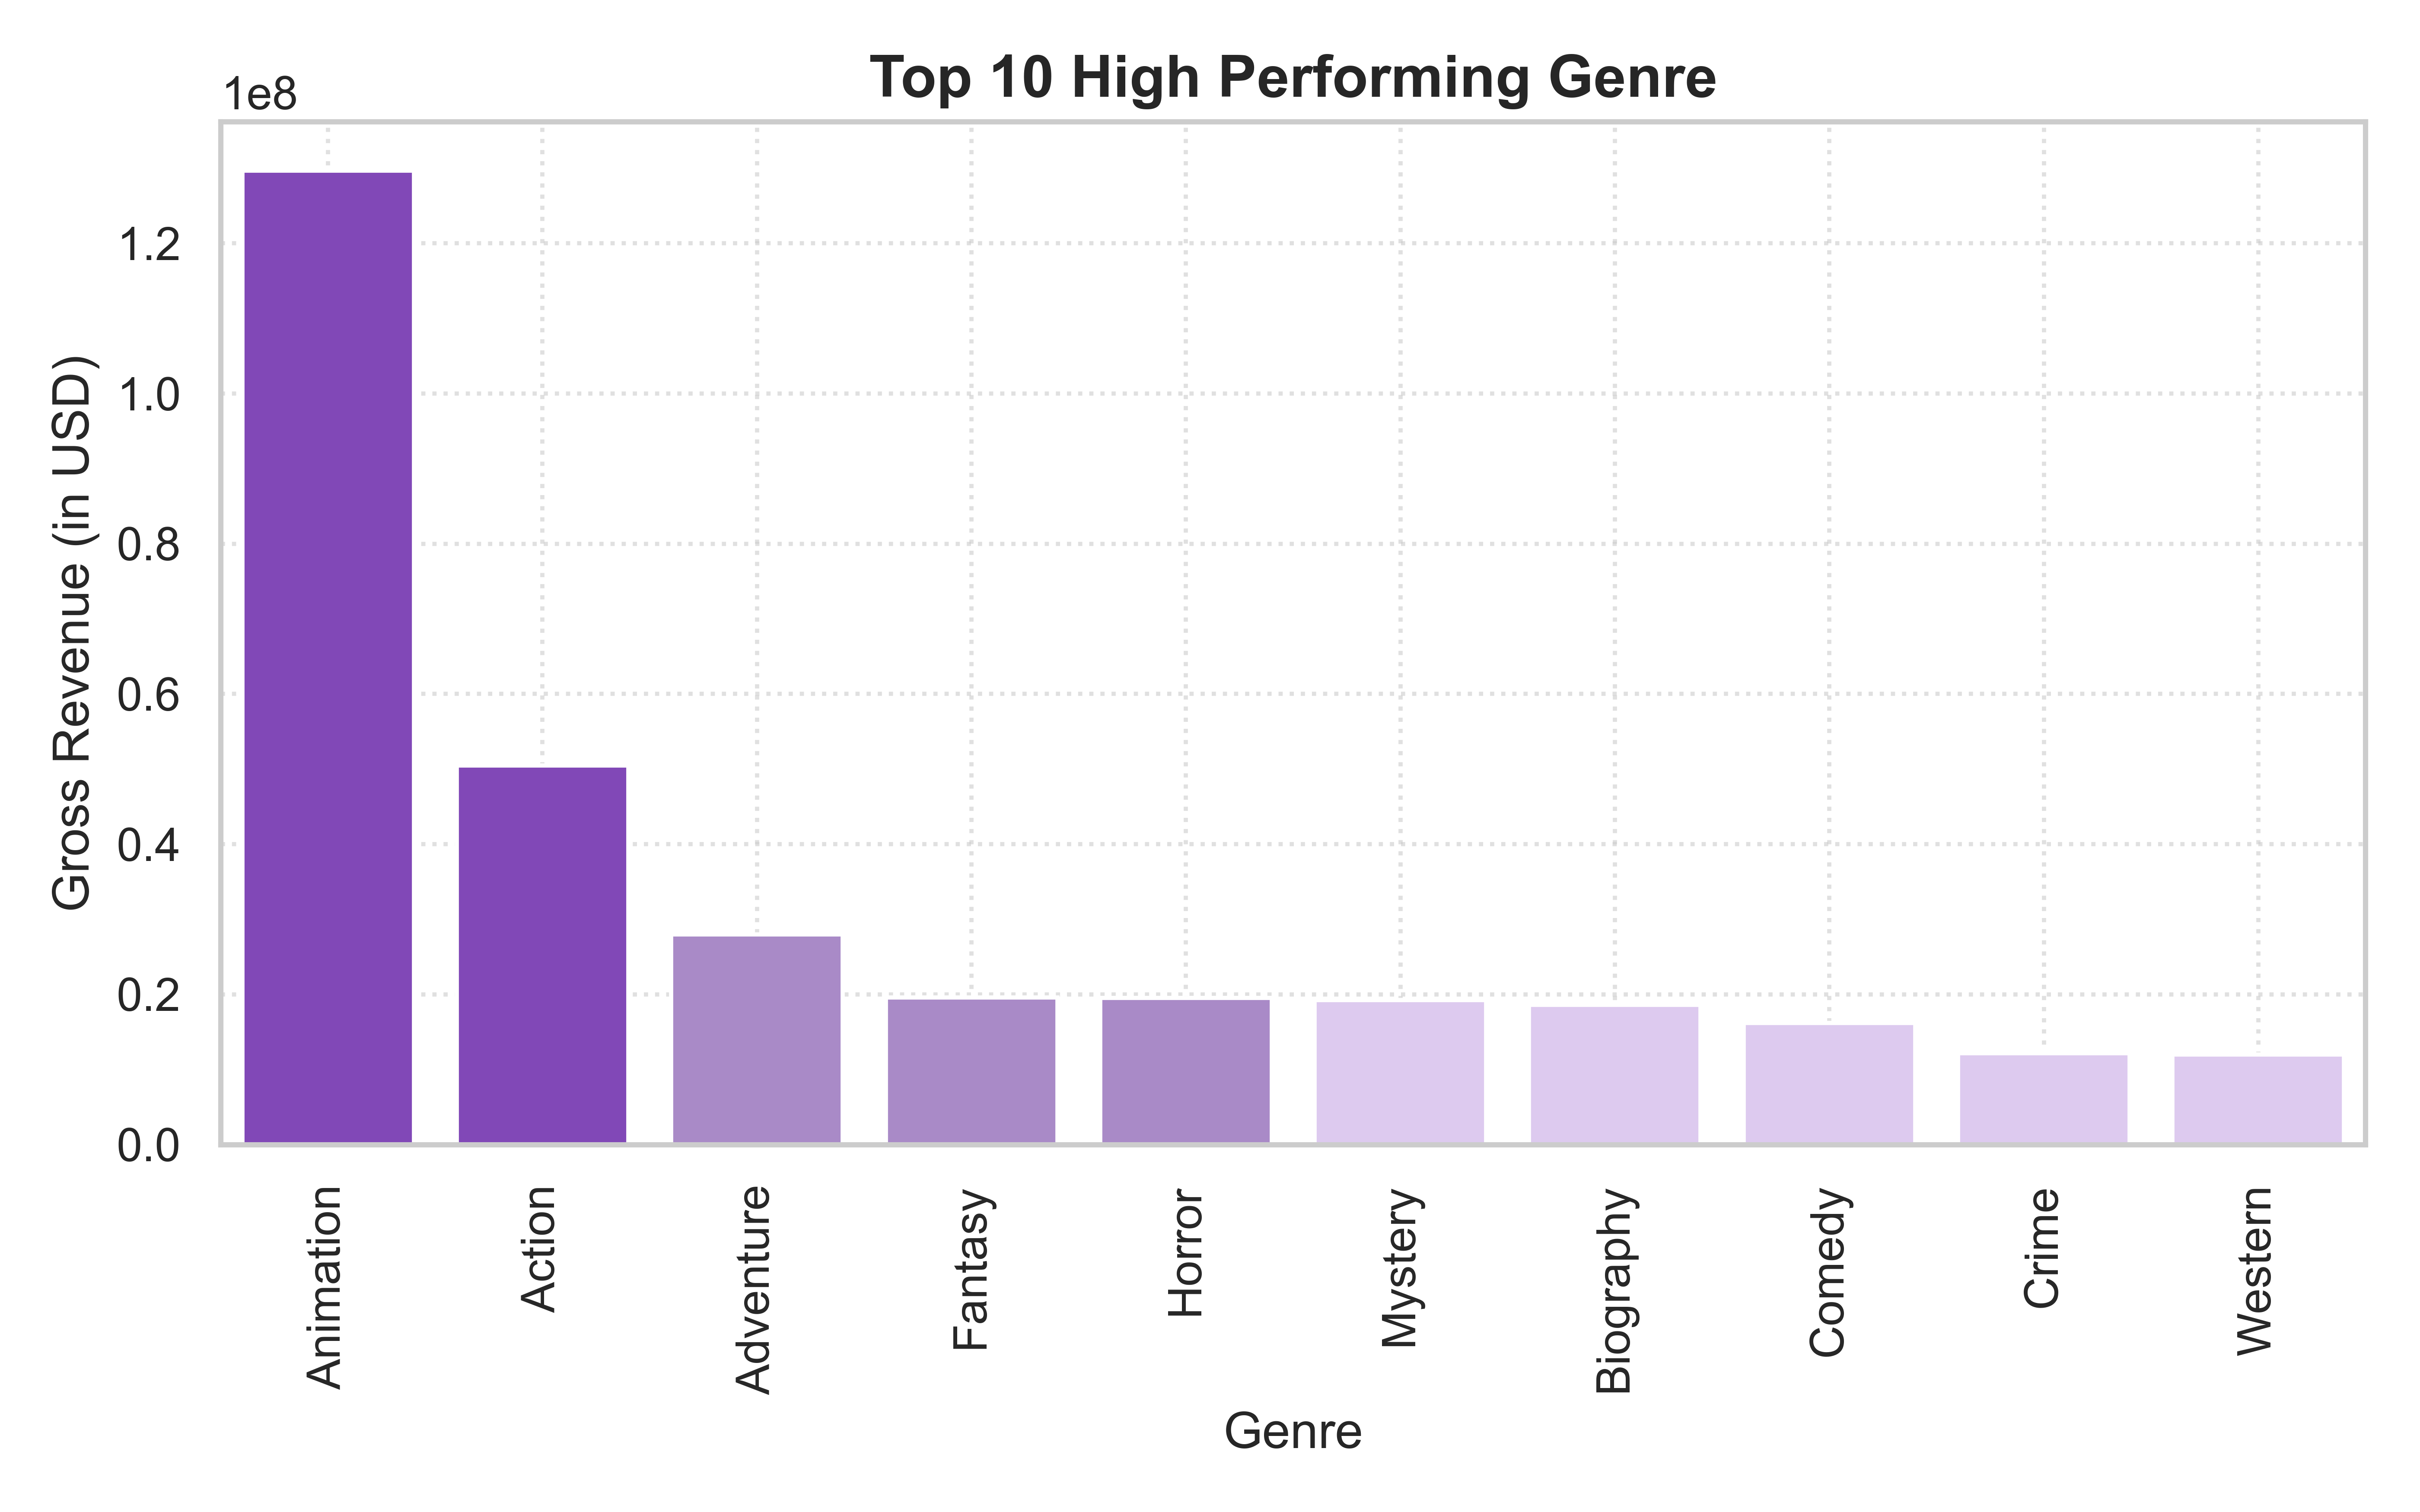 Top 10 High Performing Genre
1e8
1.2
1.0
0.8
0.6
0.4
0.2
0.0
Gross Revenue (in USD)
Animation
Action
Adventure
Fantasy
Horror
Mystery
Biography
Comedy
Crime
Western
Genre